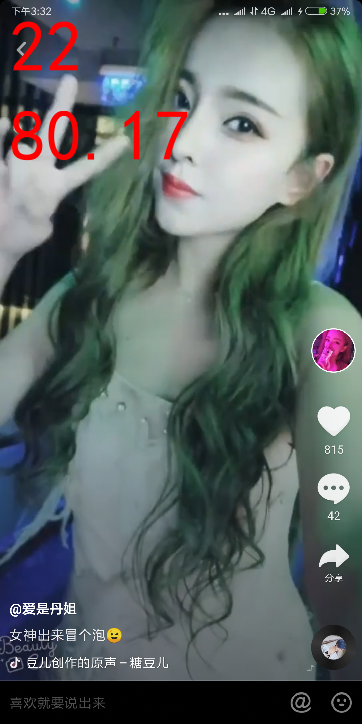 下午3:32
4G
37%
22
80.17
815
42
分享
@爱是丹姐
女神出来冒个泡😉
Beauty
豆儿创作的原声 - 糖豆儿
喜欢就要说出来
@